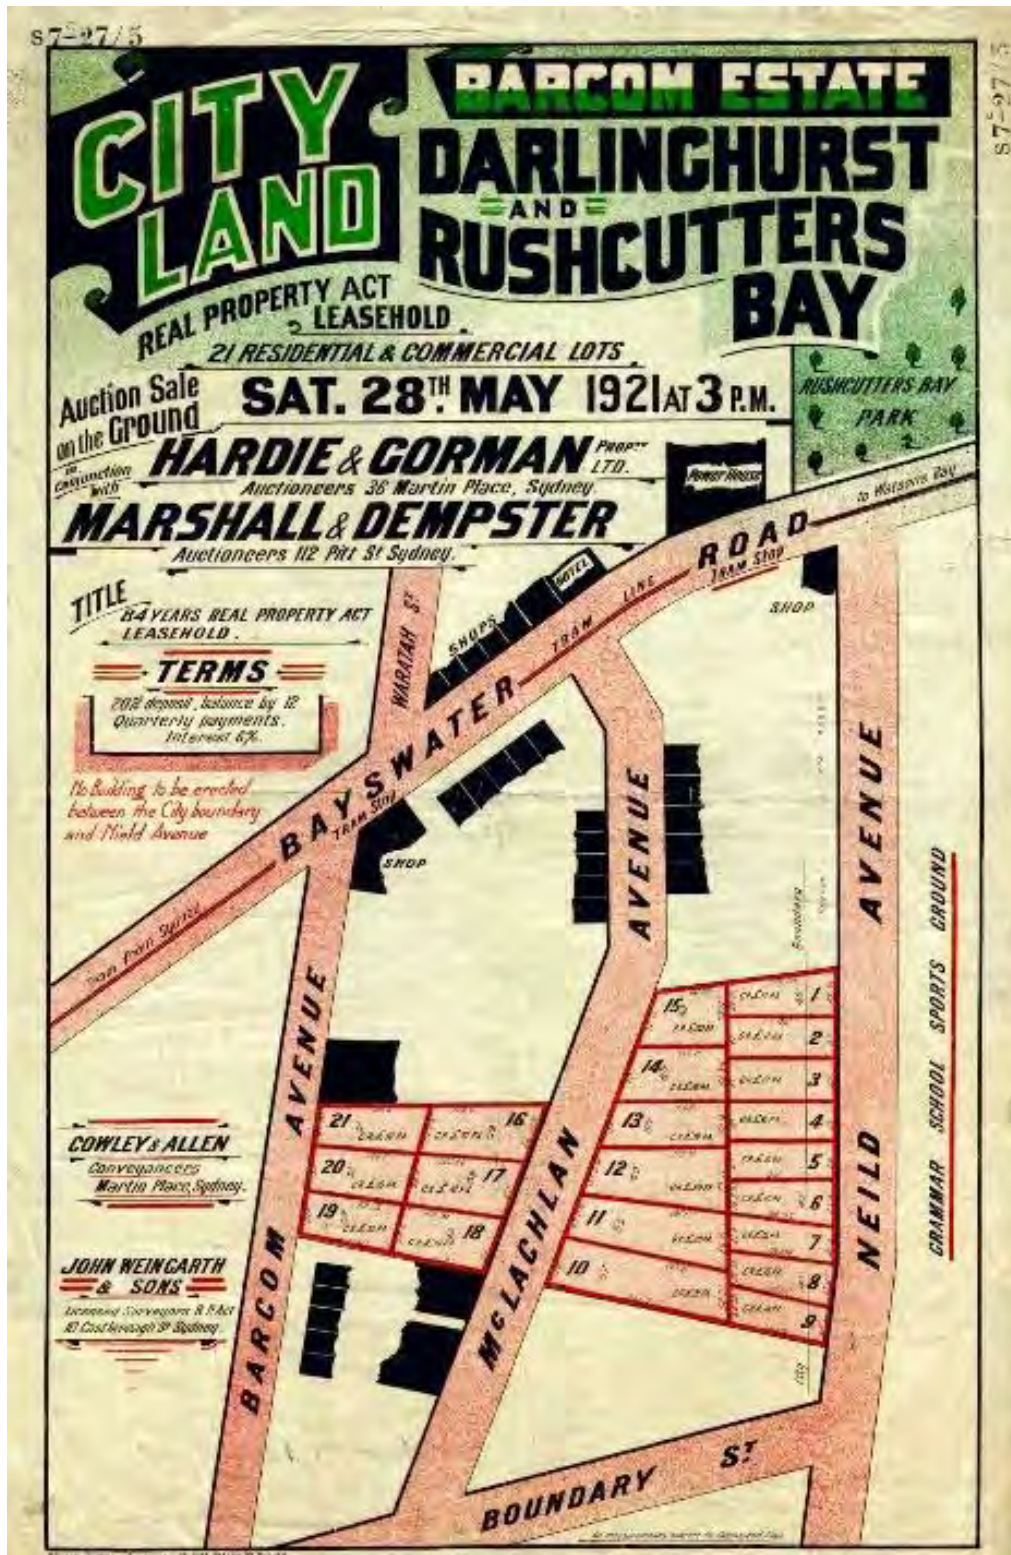 S7-27/5
S7-27/5
CITY
LAND
BARCOM ESTATE
DARLINGHURST
AND
RUSHCUTTERS
BAY
REAL PROPERTY ACT
LEASEHOLD.
21 RESIDENTIAL & COMMERCIAL LOTS
Auction Sale
on the Ground
SAT. 28TH. MAY 1921 AT 3 P.M.
in
conjunction
with
HARDIE & GORMAN PROPTY LTD.
Auctioneers 36 Martin Place, Sydney.
MARSHALL & DEMPSTER
Auctioneers 112 Pitt St Sydney.
RUSHCUTTERS BAY
PARK
Power House
to Watsons Bay
TITLE
84 YEARS REAL PROPERTY ACT
LEASEHOLD.
TERMS
20% deposit, balance by 12
Quarterly payments.
Interest 6%.
No Building to be erected
between the City boundary
and Nield Avenue
WARATAH ST
SHOPS
HOTEL
TRAM LINE
TRAM Stop
SHOP
BAYSWATER ROAD
TRAM Stop
SHOP
Tram from Sydney
AVENUE
AVENUE
Boundary
GRAMMAR SCHOOL SPORTS GROUND
BARCOM AVENUE
McLACHLAN
NEILD
15
14
13
12
11
10
1
2
3
4
5
6
7
8
9
21
16
20
17
19
18
COWLEY & ALLEN
Conveyancers
Martin Place, Sydney.
JOHN WEINGARTH
& SONS
Licensed Surveyors R.P. Act
10 Castlereagh St Sydney.
City
BOUNDARY ST